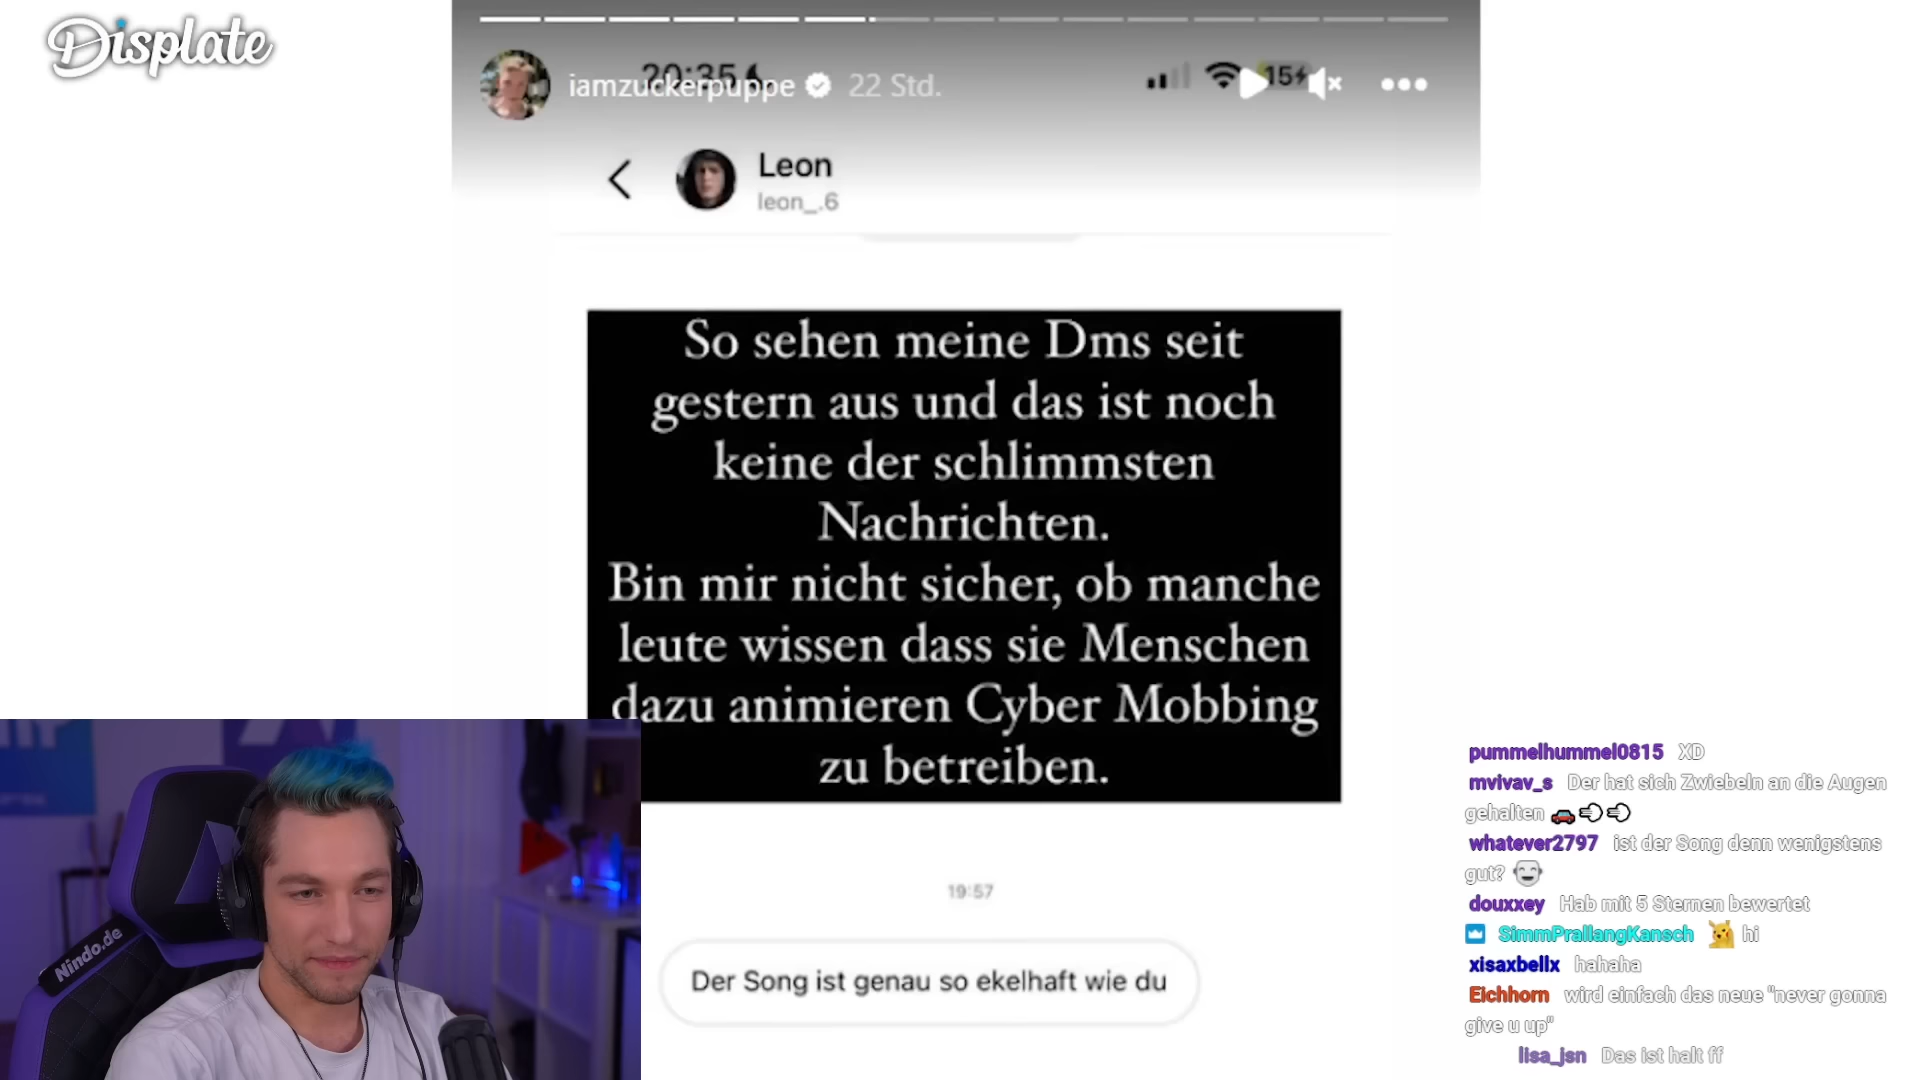 Displate
20:35
15
iamzuckerpuppe 22 Std.
Leon
leon_.6
So sehen meine Dms seit
gestern aus und das ist noch
keine der schlimmsten
Nachrichten.
Bin mir nicht sicher, ob manche
leute wissen dass sie Menschen
dazu animieren Cyber Mobbing
zu betreiben.
19:57
Der Song ist genau so ekelhaft wie du
Nindo.de
pummelhummel0815 XD
mvivav_s Der hat sich Zwiebeln an die Augen
gehalten
whatever2797 ist der Song denn wenigstens
gut?
douxxey Hab mit 5 Sternen bewertet
SimmPrallangKansch hi
xisaxbellx hahaha
Eichhorn wird einfach das neue "never gonna
give u up"
lisa_jsn Das ist halt ff